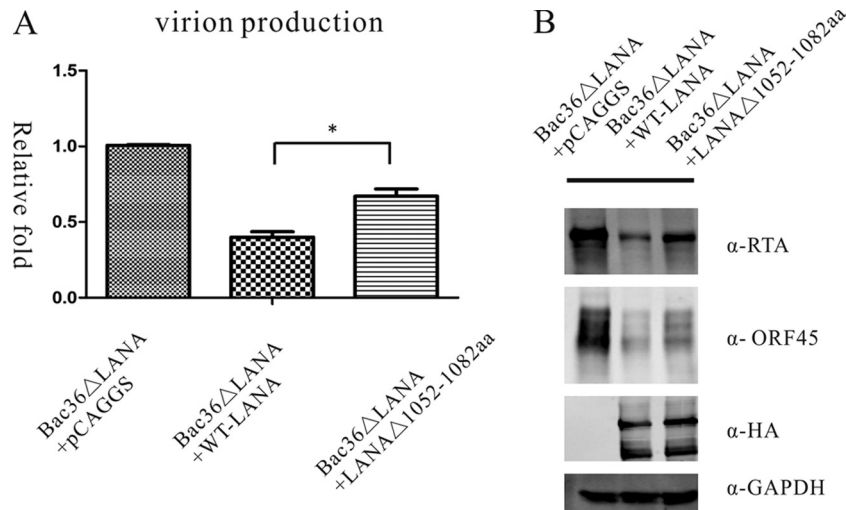 A
virion production
Relative fold
1.5
1.0
0.5
0.0
*
Bac36△LANA
+pCAGGS
Bac36△LANA
+WT-LANA
Bac36△LANA
+LANA△1052-1082aa
B
Bac36△LANA
+pCAGGS
Bac36△LANA
+WT-LANA
Bac36△LANA
+LANA△1052-1082aa
α-RTA
α- ORF45
α-HA
α-GAPDH